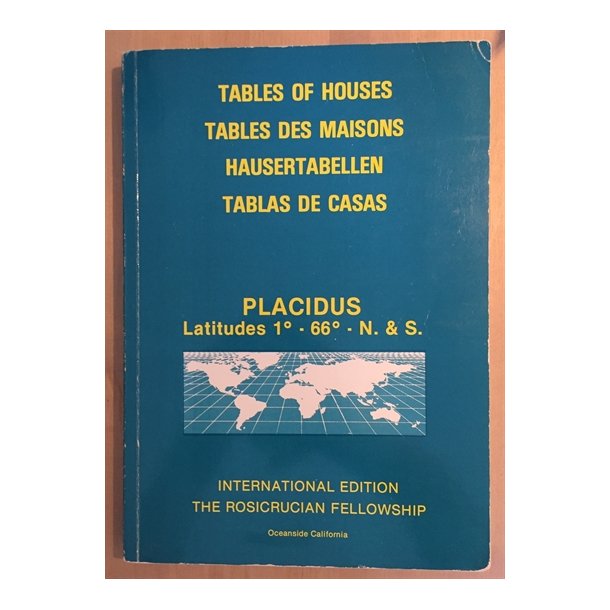 TABLES OF HOUSES
TABLES DES MAISONS
HAUSERTABELLEN
TABLAS DE CASAS
PLACIDUS
Latitudes 1° - 66° - N. & S.
INTERNATIONAL EDITION
THE ROSICRUCIAN FELLOWSHIP
Oceanside California